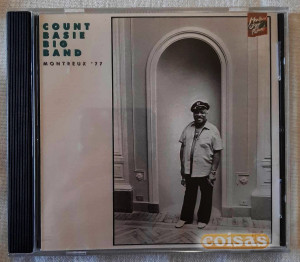 COUNT
BASIE
BIG
BAND
MONTREUX '77
coisas